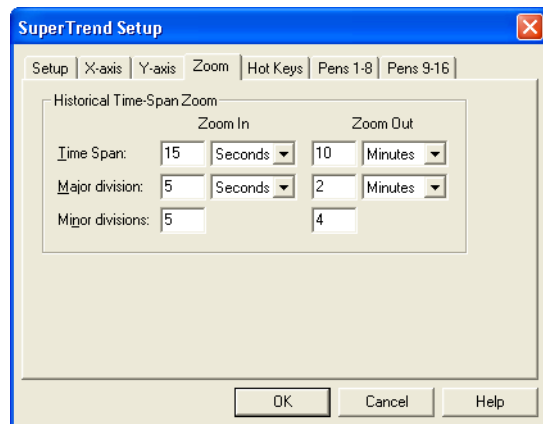 SuperTrend Setup
Setup X-axis Y-axis Zoom Hot Keys Pens 1-8 Pens 9-16
Historical Time-Span Zoom
Zoom In Zoom Out
Time Span: 15 Seconds 10 Minutes
Major division: 5 Seconds 2 Minutes
Minor divisions: 5 4
OK Cancel Help